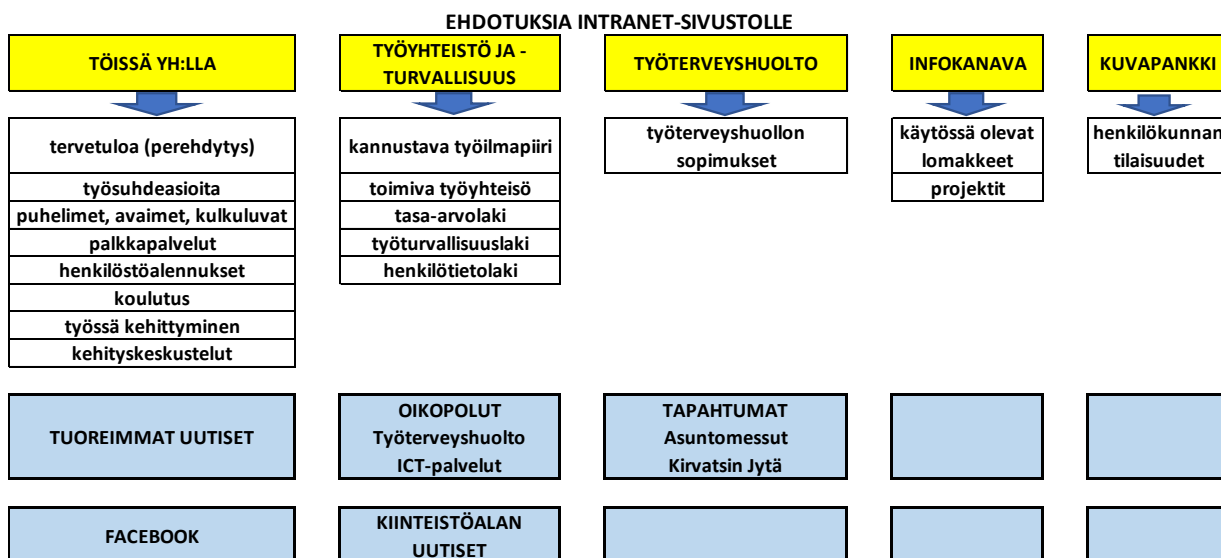 EHDOTUKSIA INTRANET-SIVUSTOLLE
TÖISSÄ YH:LLA
TYÖYHTEISTÖ JA -
TURVALLISUUS
TYÖTERVEYSHUOLTO
INFOKANAVA
KUVAPANKKI
tervetuloa (perehdytys)
työsuhdeasioita
puhelimet, avaimet, kulkuluvat
palkkapalvelut
henkilöstöalennukset
koulutus
työssä kehittyminen
kehityskeskustelut
kannustava työilmapiiri
toimiva työyhteisö
tasa-arvolaki
työturvallisuuslaki
henkilötietolaki
työterveyshuollon
sopimukset
käytössä olevat
lomakkeet
projektit
henkilökunnan
tilaisuudet
TUOREIMMAT UUTISET
OIKOPOLUT
Työterveyshuolto
ICT-palvelut
TAPAHTUMAT
Asuntomessut
Kirvatsin Jytä
FACEBOOK
KIINTEISTÖALAN
UUTISET